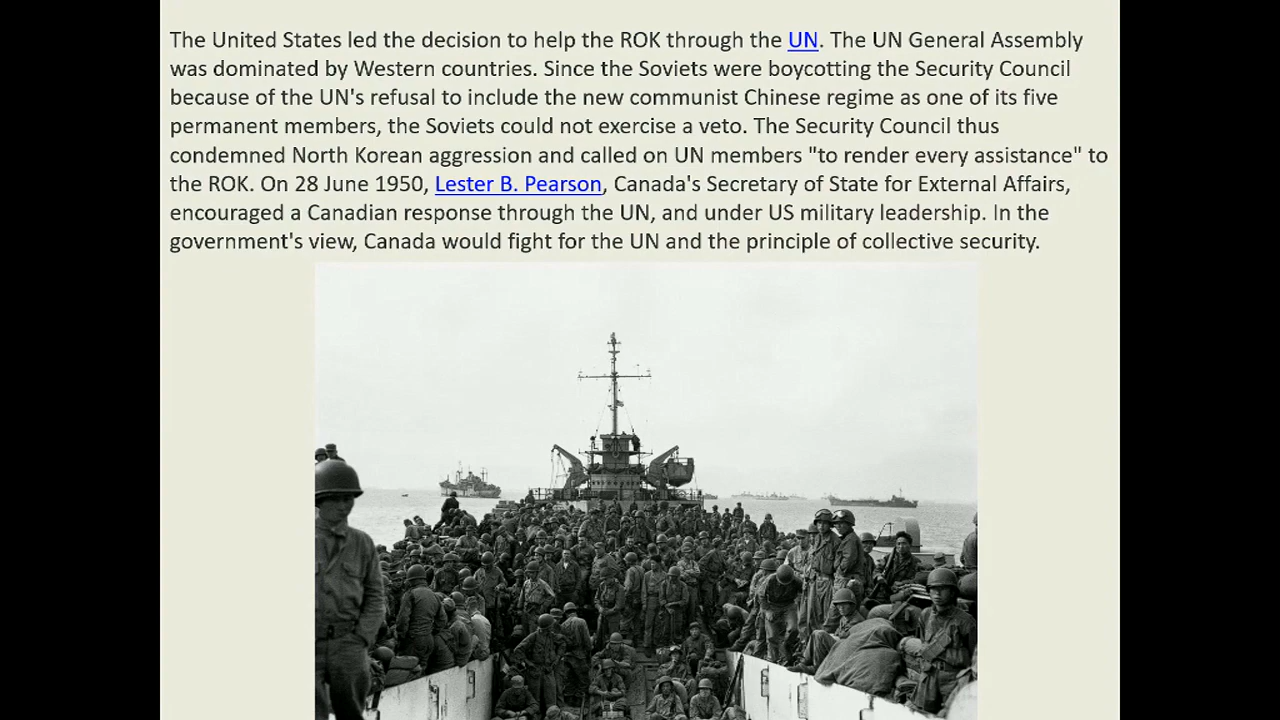 The United States led the decision to help the ROK through the UN. The UN General Assembly
was dominated by Western countries. Since the Soviets were boycotting the Security Council
because of the UN's refusal to include the new communist Chinese regime as one of its five
permanent members, the Soviets could not exercise a veto. The Security Council thus
condemned North Korean aggression and called on UN members "to render every assistance" to
the ROK. On 28 June 1950, Lester B. Pearson, Canada's Secretary of State for External Affairs,
encouraged a Canadian response through the UN, and under US military leadership. In the
government's view, Canada would fight for the UN and the principle of collective security.